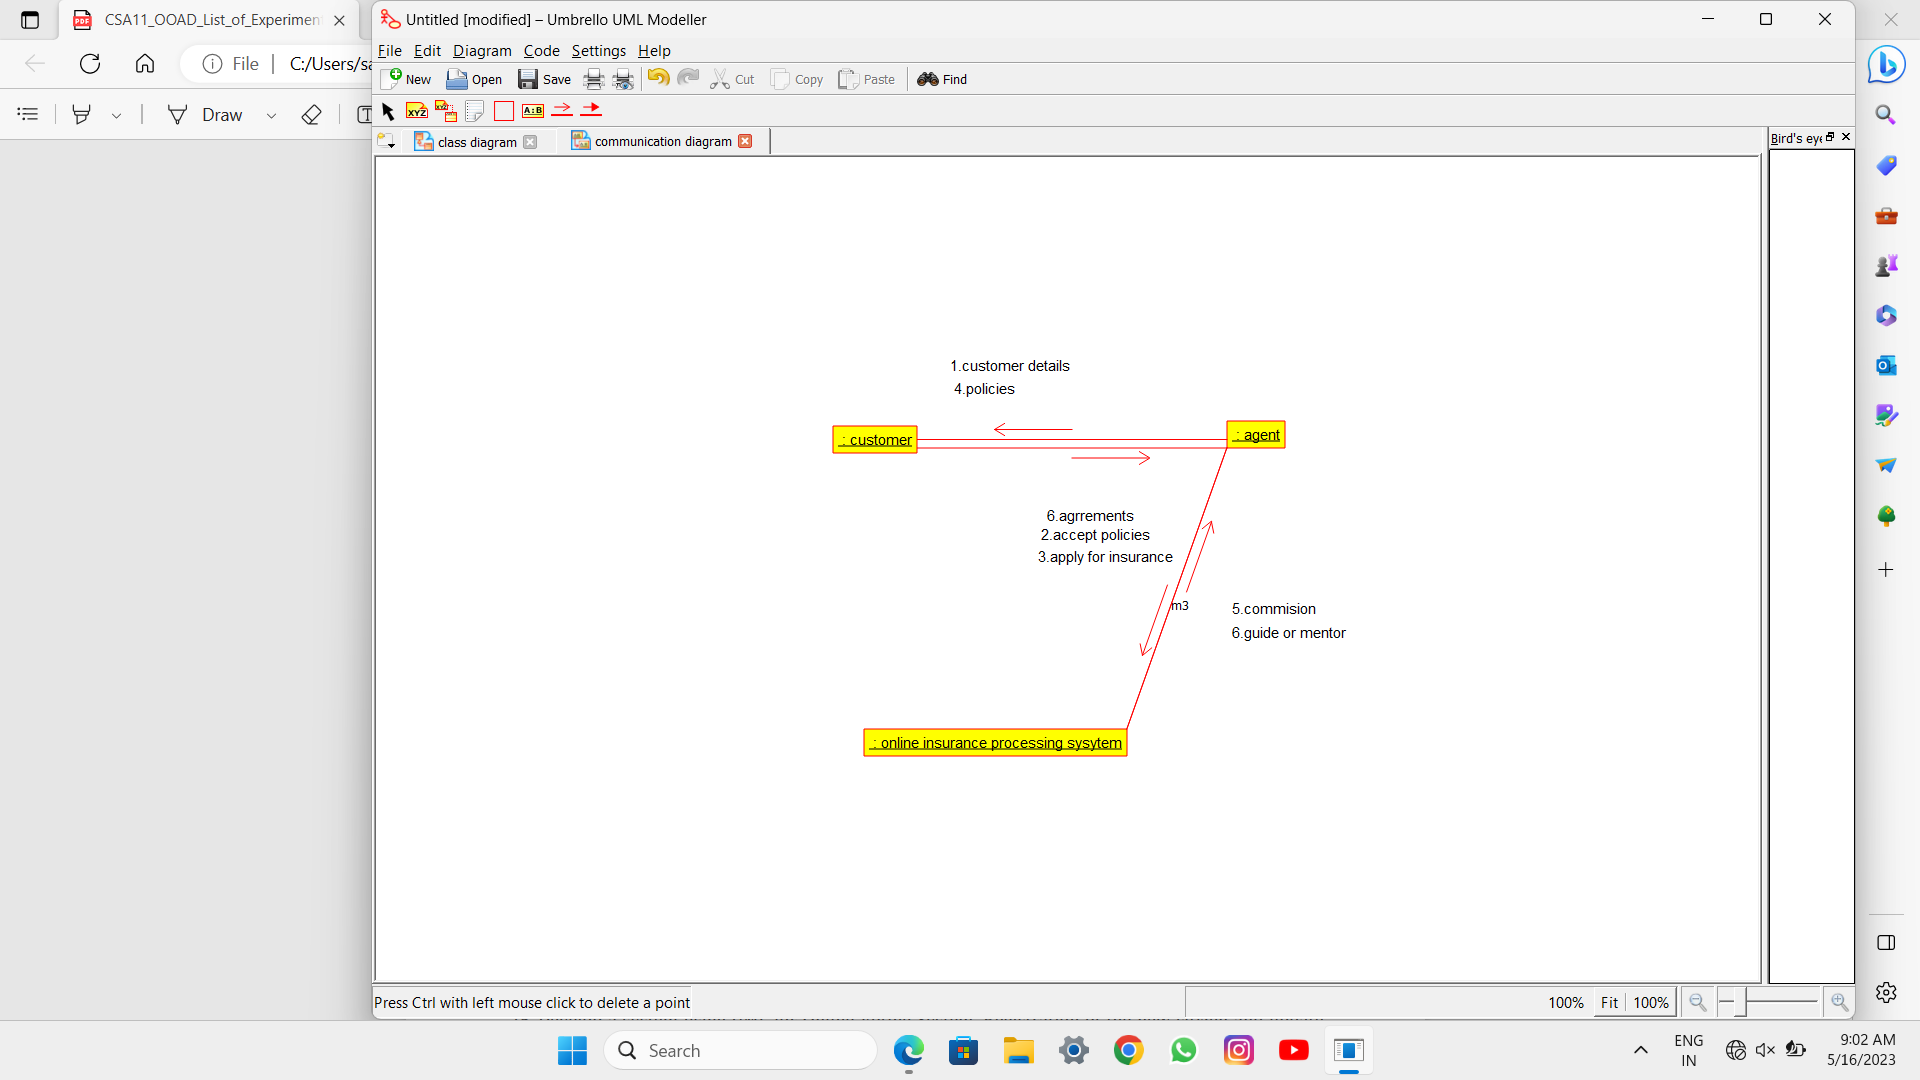 CSA11_OOAD_List_of_Experimen
Untitled [modified] – Umbrello UML Modeller
File Edit Diagram Code Settings Help
File C:/Users/sa
New Open Save Cut Copy Paste Find
Draw
XYZ XYZ A:B
class diagram communication diagram Bird's eye
1.customer details
4.policies
: customer : agent
6.agrrements
2.accept policies
3.apply for insurance
m3 5.commision
6.guide or mentor
: online insurance processing sysytem
Press Ctrl with left mouse click to delete a point 100% Fit 100%
Search
ENG
IN
9:02 AM
5/16/2023